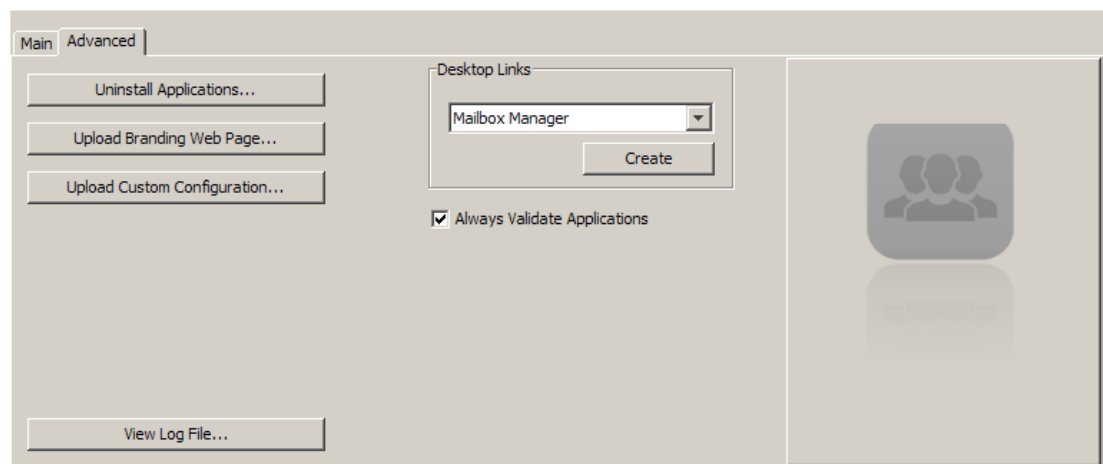 Main
Advanced
Uninstall Applications...
Upload Branding Web Page...
Upload Custom Configuration...
View Log File...
Desktop Links
Mailbox Manager
Create
Always Validate Applications